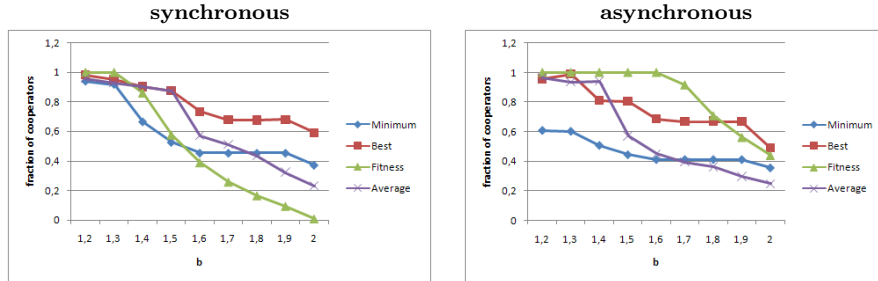 synchronous
1,2
1
0,8
0,6
0,4
0,2
0
fraction of cooperators
1,2 1,3 1,4 1,5 1,6 1,7 1,8 1,9 2
b
Minimum
Best
Fitness
Average
asynchronous
1,2
1
0,8
0,6
0,4
0,2
0
fraction of cooperators
1,2 1,3 1,4 1,5 1,6 1,7 1,8 1,9 2
b
Minimum
Best
Fitness
Average